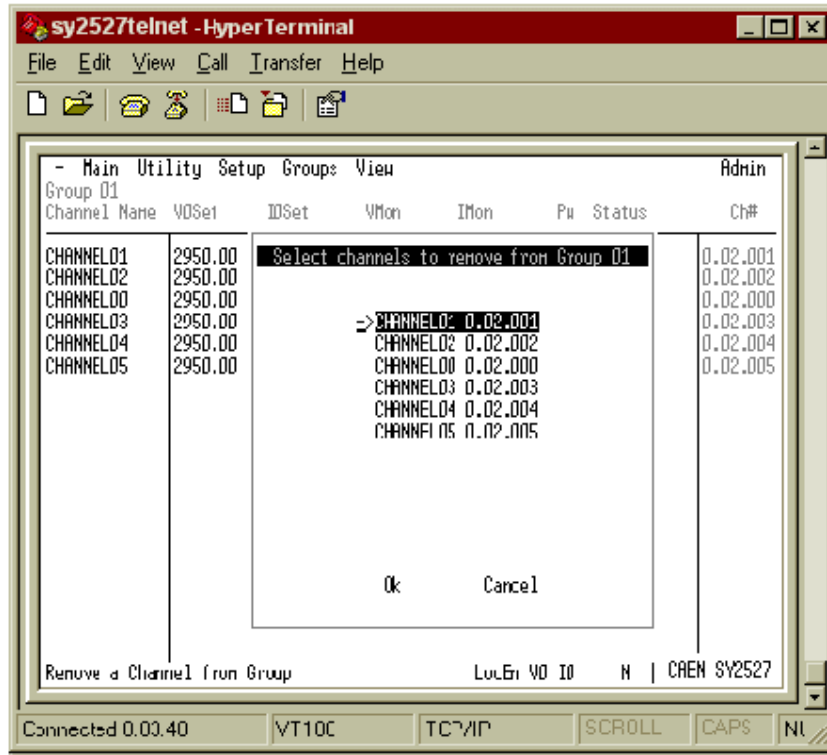 sy2527telnet - HyperTerminal
File Edit View Call Transfer Help
- Main Utility Setup Groups View Admin
Group 01
Channel Name V0Set I0Set VMon IMon Pw Status Ch#
CHANNEL01 2950.00 0.02.001
CHANNEL02 2950.00 0.02.002
CHANNEL00 2950.00 0.02.000
CHANNEL03 2950.00 0.02.003
CHANNEL04 2950.00 0.02.004
CHANNEL05 2950.00 0.02.005
Select channels to remove from Group 01
=>CHANNEL01 0.02.001
CHANNEL02 0.02.002
CHANNEL00 0.02.000
CHANNEL03 0.02.003
CHANNEL04 0.02.004
CHANNEL05 0.02.005
Ok Cancel
Remove a Channel from Group LocEn V0 I0 N | CAEN SY2527
Connected 0:03:40 VT100 TCP/IP SCROLL CAPS NU